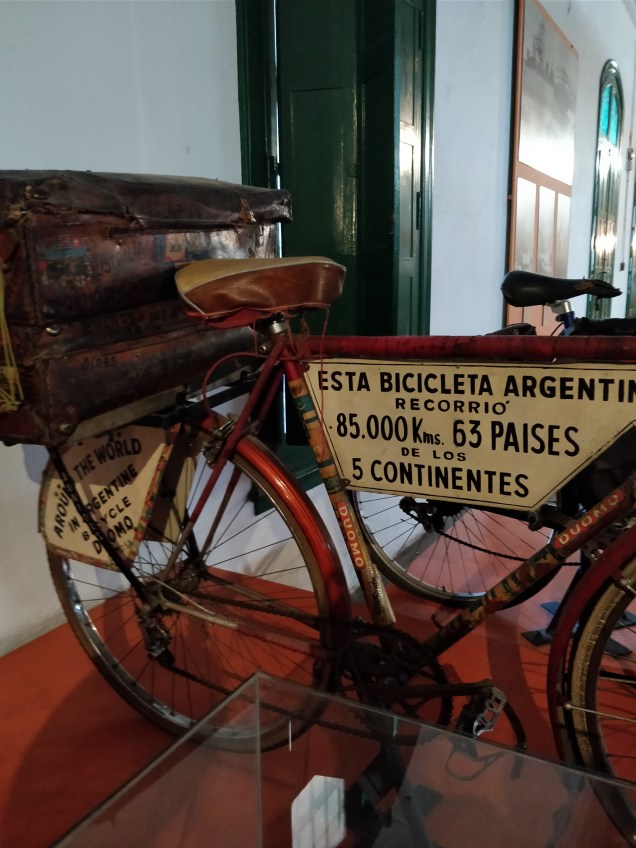 ESTA BICICLETA ARGENTIN
RECORRIÓ
85.000 Kms. 63 PAISES
DE LOS
5 CONTINENTES
AROUND THE WORLD
IN ARGENTINE
BICYCLE
DUOMO
DUOMO
DUOMO